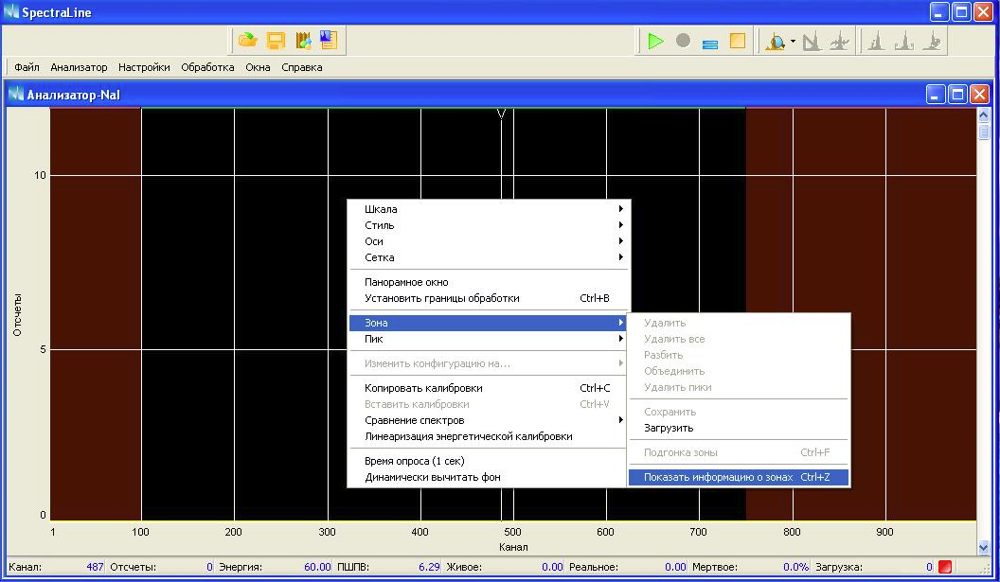 SpectraLine
Файл Анализатор Настройки Обработка Окна Справка
Анализатор-NaI
10
5
0
Отсчеты
Шкала
Стиль
Оси
Сетка
Панорамное окно
Установить границы обработки Ctrl+B
Зона
Пик
Изменить конфигурацию на...
Копировать калибровки Ctrl+C
Вставить калибровки Ctrl+V
Сравнение спектров
Линеаризация энергетической калибровки
Время опроса (1 сек)
Динамически вычитать фон
Удалить
Удалить все
Разбить
Объединить
Удалить пики
Сохранить
Загрузить
Подгонка зоны Ctrl+F
Показать информацию о зонах Ctrl+Z
1 100 200 300 400 500 600 700 800 900
Канал
Канал: 487 Отсчеты: 0 Энергия: 60.00 ПШПВ: 6.29 Живое: 0.00 Реальное: 0.00 Мертвое: 0.0% Загрузка: 0